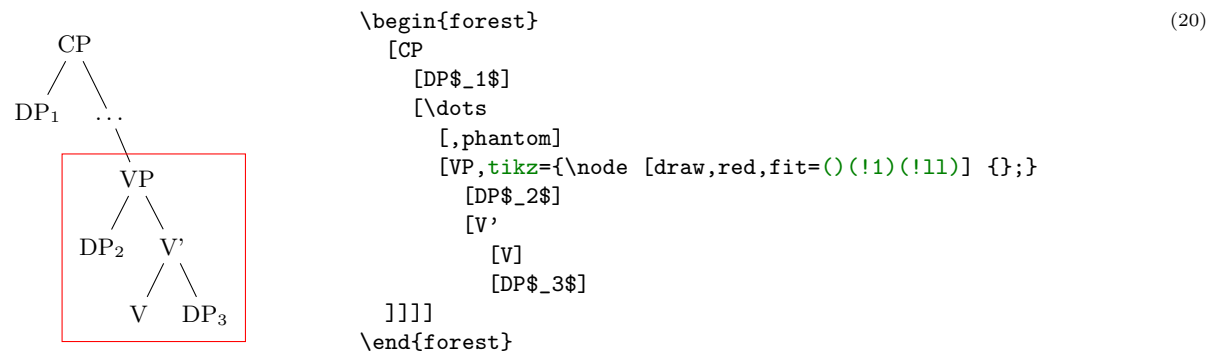 CP
DP₁ ...
VP
DP₂ V'
V DP₃
\begin{forest}
[CP
[DP$_1$]
[\dots
[,phantom]
[VP,tikz={\node [draw,red,fit=()(!1)(!ll)] {};}
[DP$_2$]
[V'
[V]
[DP$_3$]
]]]]
\end{forest}
(20)